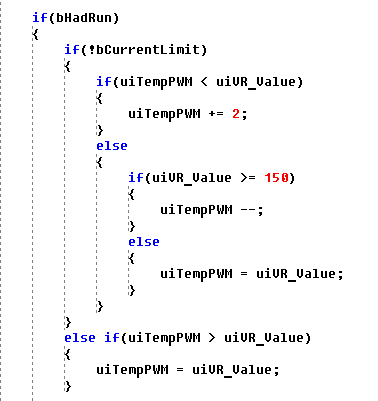 if(bHadRun)
{
if(!bCurrentLimit)
{
if(uiTempPWM < uiVR_Value)
{
uiTempPWM += 2;
}
else
{
if(uiVR_Value >= 150)
{
uiTempPWM --;
}
else
{
uiTempPWM = uiVR_Value;
}
}
}
else if(uiTempPWM > uiVR_Value)
{
uiTempPWM = uiVR_Value;
}